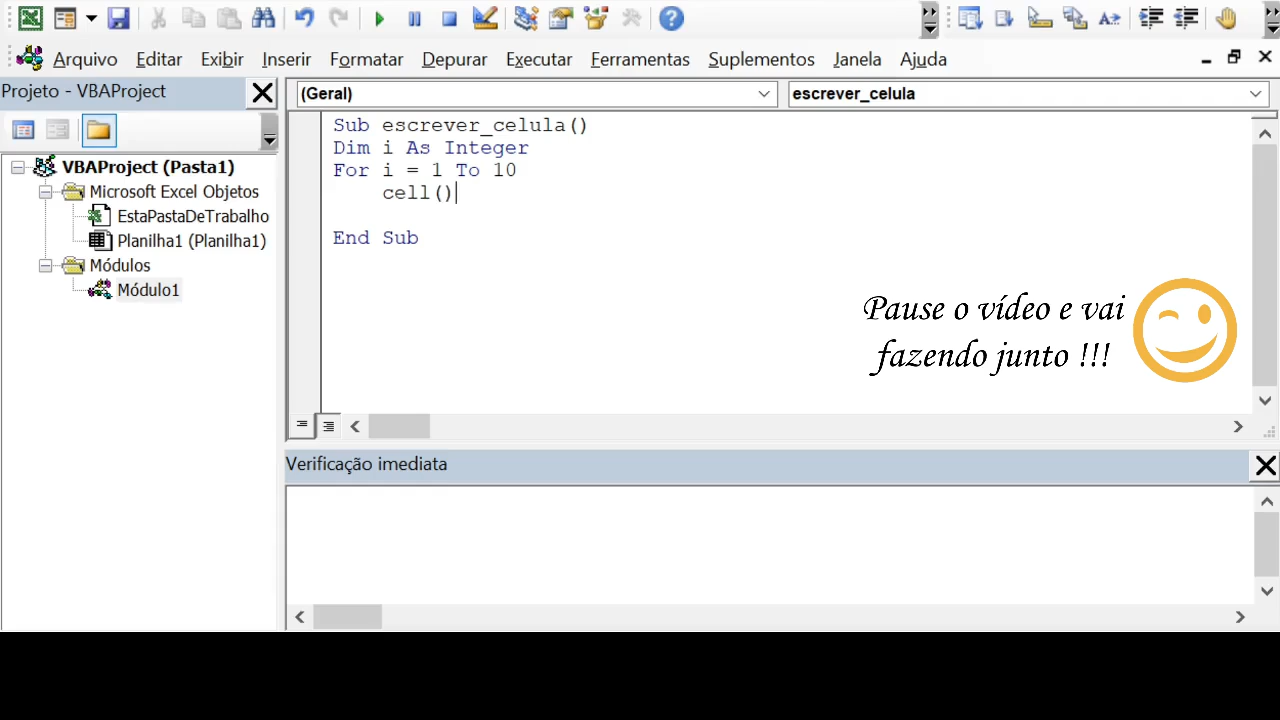 Arquivo Editar Exibir Inserir Formatar Depurar Executar Ferramentas Suplementos Janela Ajuda
Projeto - VBAProject
VBAProject (Pasta1)
Microsoft Excel Objetos
EstaPastaDeTrabalho
Planilha1 (Planilha1)
Módulos
Módulo1
(Geral)
escrever_celula
Sub escrever_celula()
Dim i As Integer
For i = 1 To 10
cell()
End Sub
Pause o vídeo e vai
fazendo junto !!!
Verificação imediata